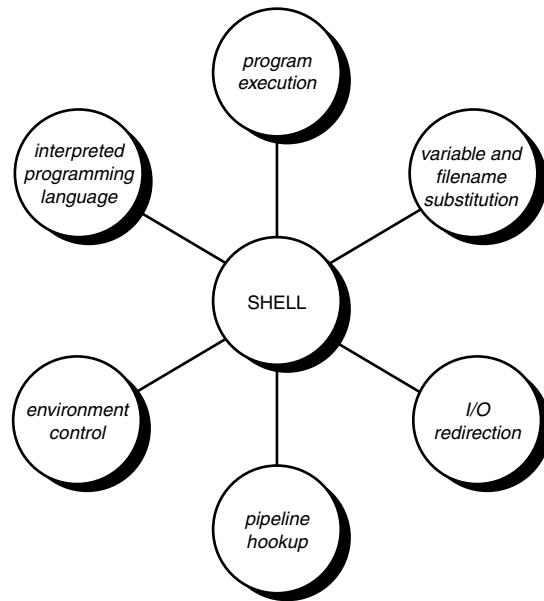 program
execution
interpreted
programming
language
variable and
filename
substitution
SHELL
environment
control
I/O
redirection
pipeline
hookup